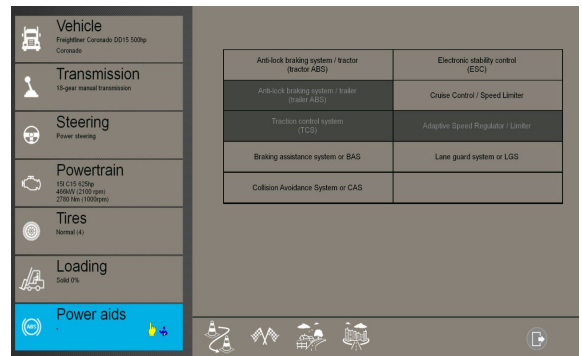 Vehicle
Freightliner Coronado DD15 500hp
Coronado
Transmission
18-gear manual transmission
Steering
Power steering
Powertrain
15l C15 625hp
466kW (2100 rpm)
2780 Nm (1000rpm)
Tires
Normal (4)
Loading
Solid 0%
Power aids
-
ABS
Anti-lock braking system / tractor
(tractor ABS)
Electronic stability control
(ESC)
Anti-lock braking system / trailer
(trailer ABS)
Cruise Control / Speed Limiter
Traction control system
(TCS)
Adaptive Speed Regulator / Limiter
Braking assistance system or BAS
Lane guard system or LGS
Collision Avoidance System or CAS